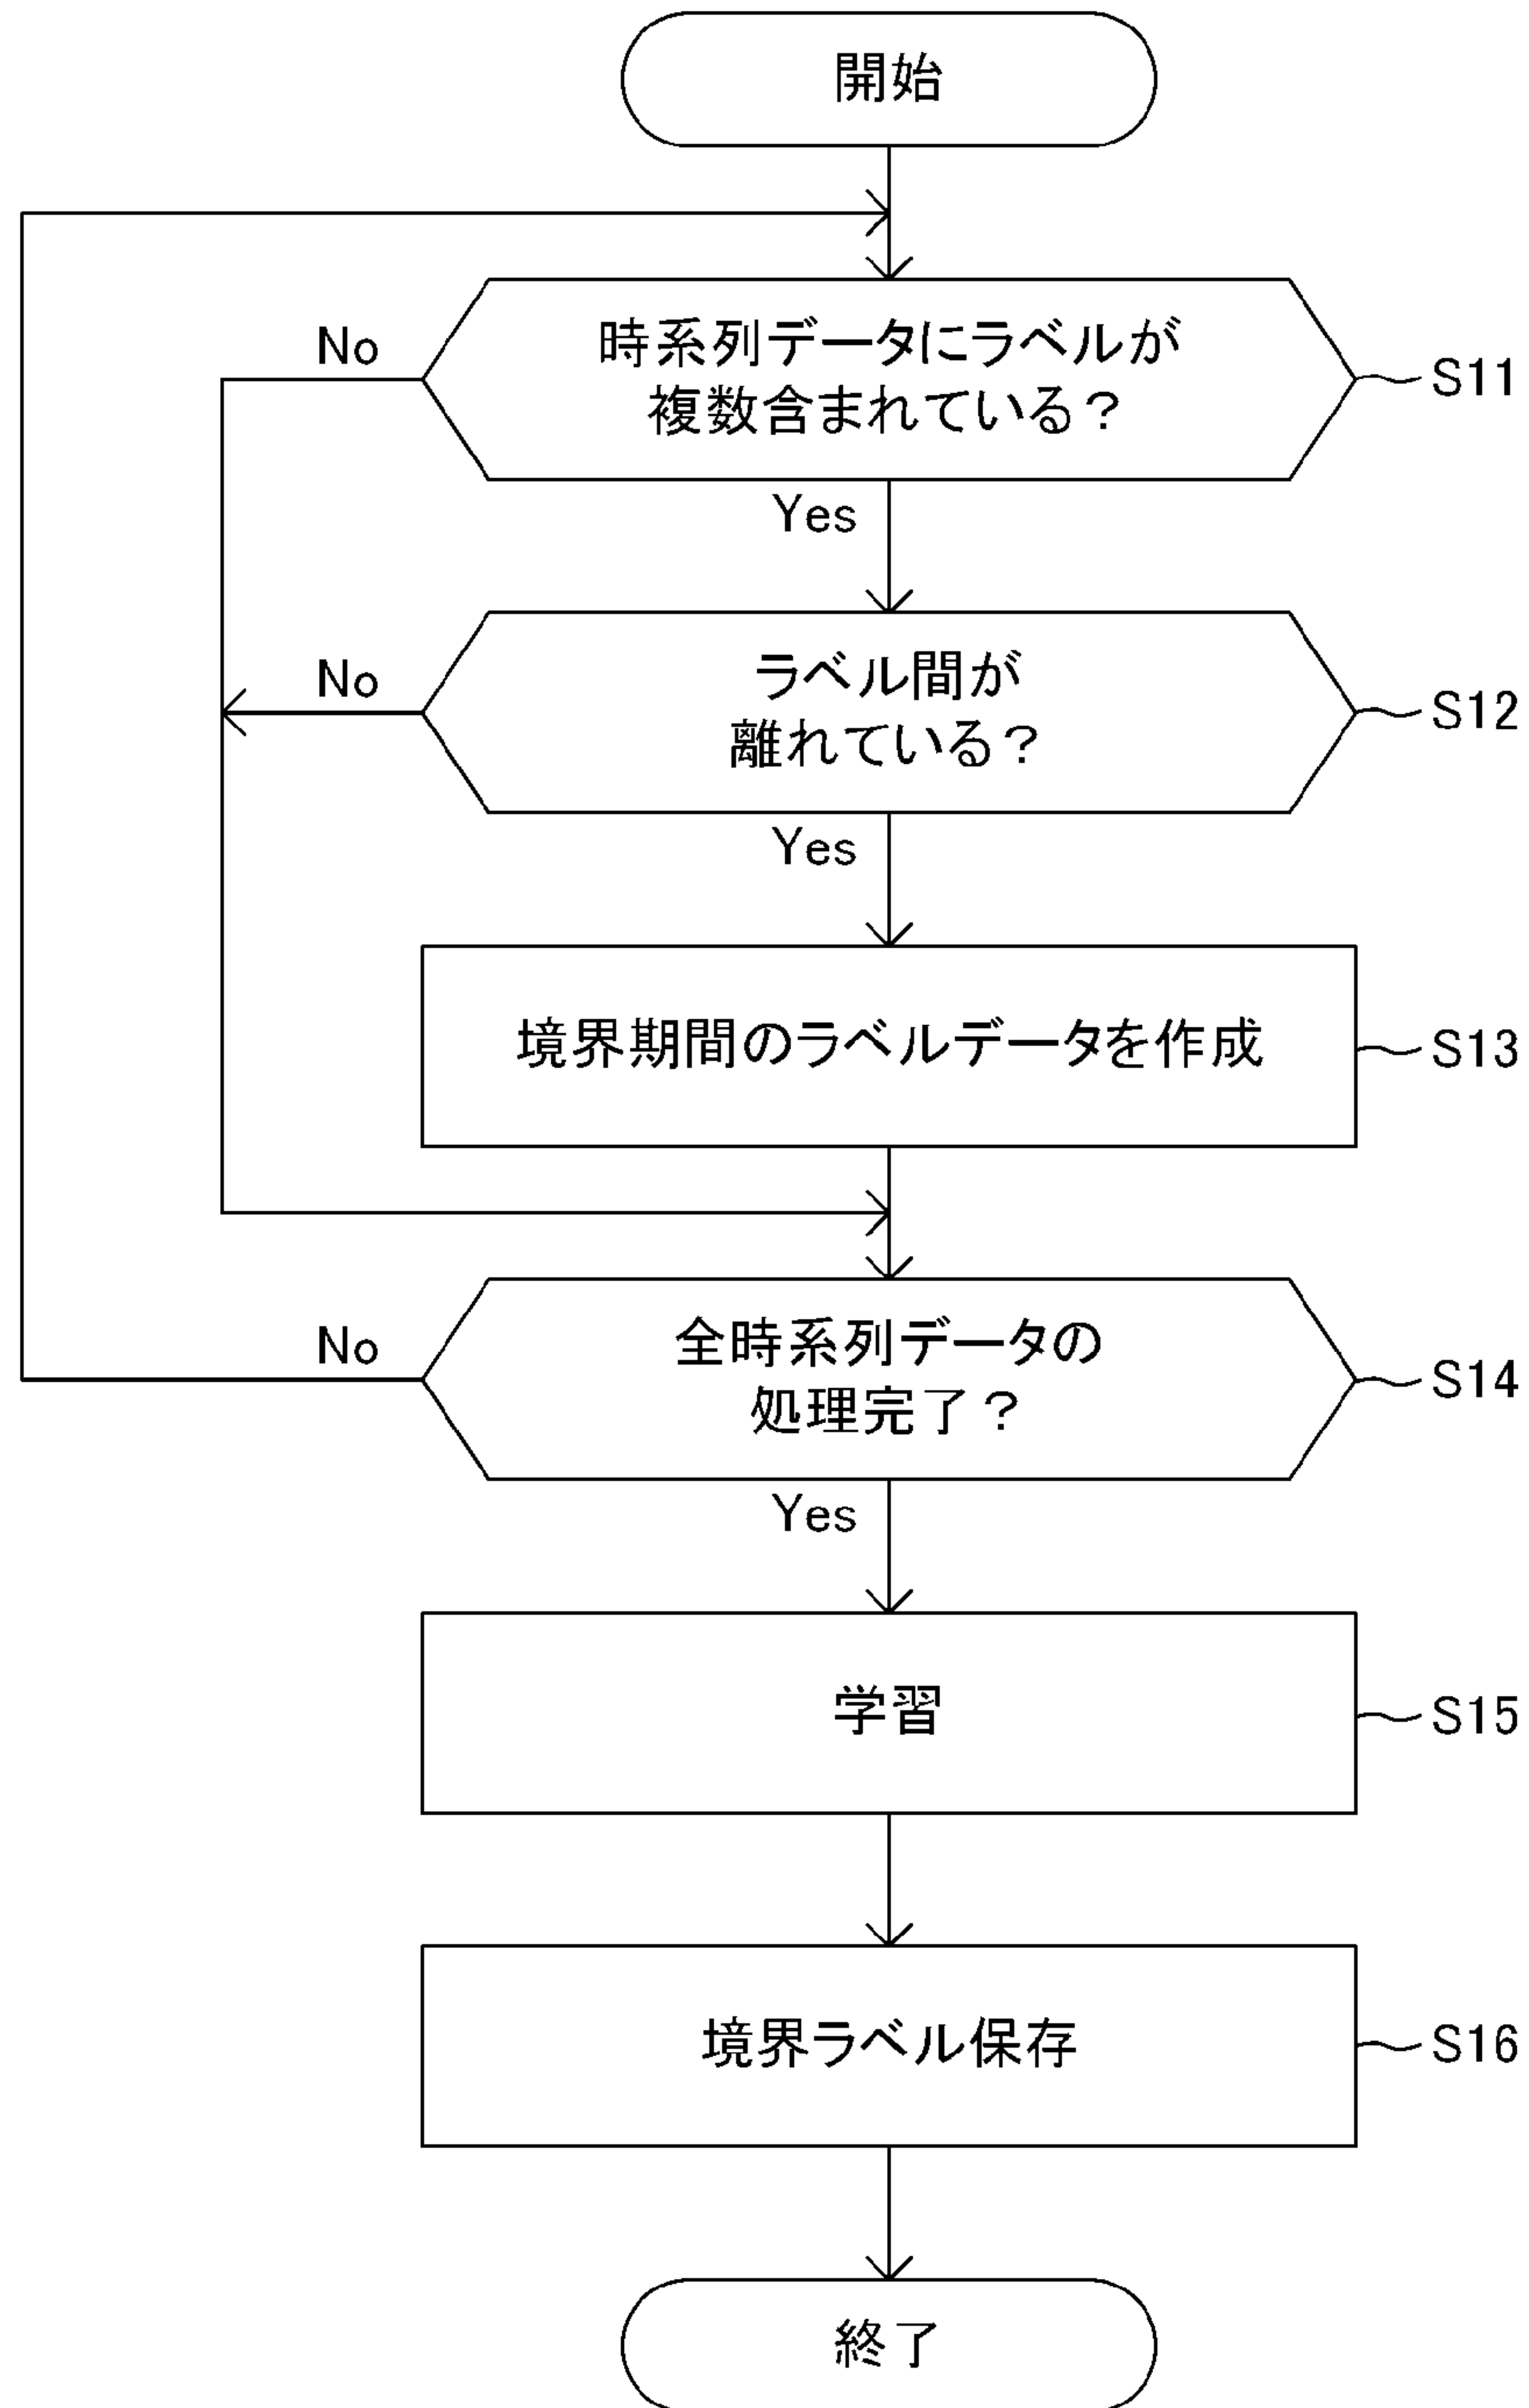 開始
No
時系列データにラベルが
複数含まれている?
S11
Yes
No
ラベル間が
離れている?
S12
Yes
境界期間のラベルデータを作成
S13
No
全時系列データの
処理完了?
S14
Yes
学習
S15
境界ラベル保存
S16
終了